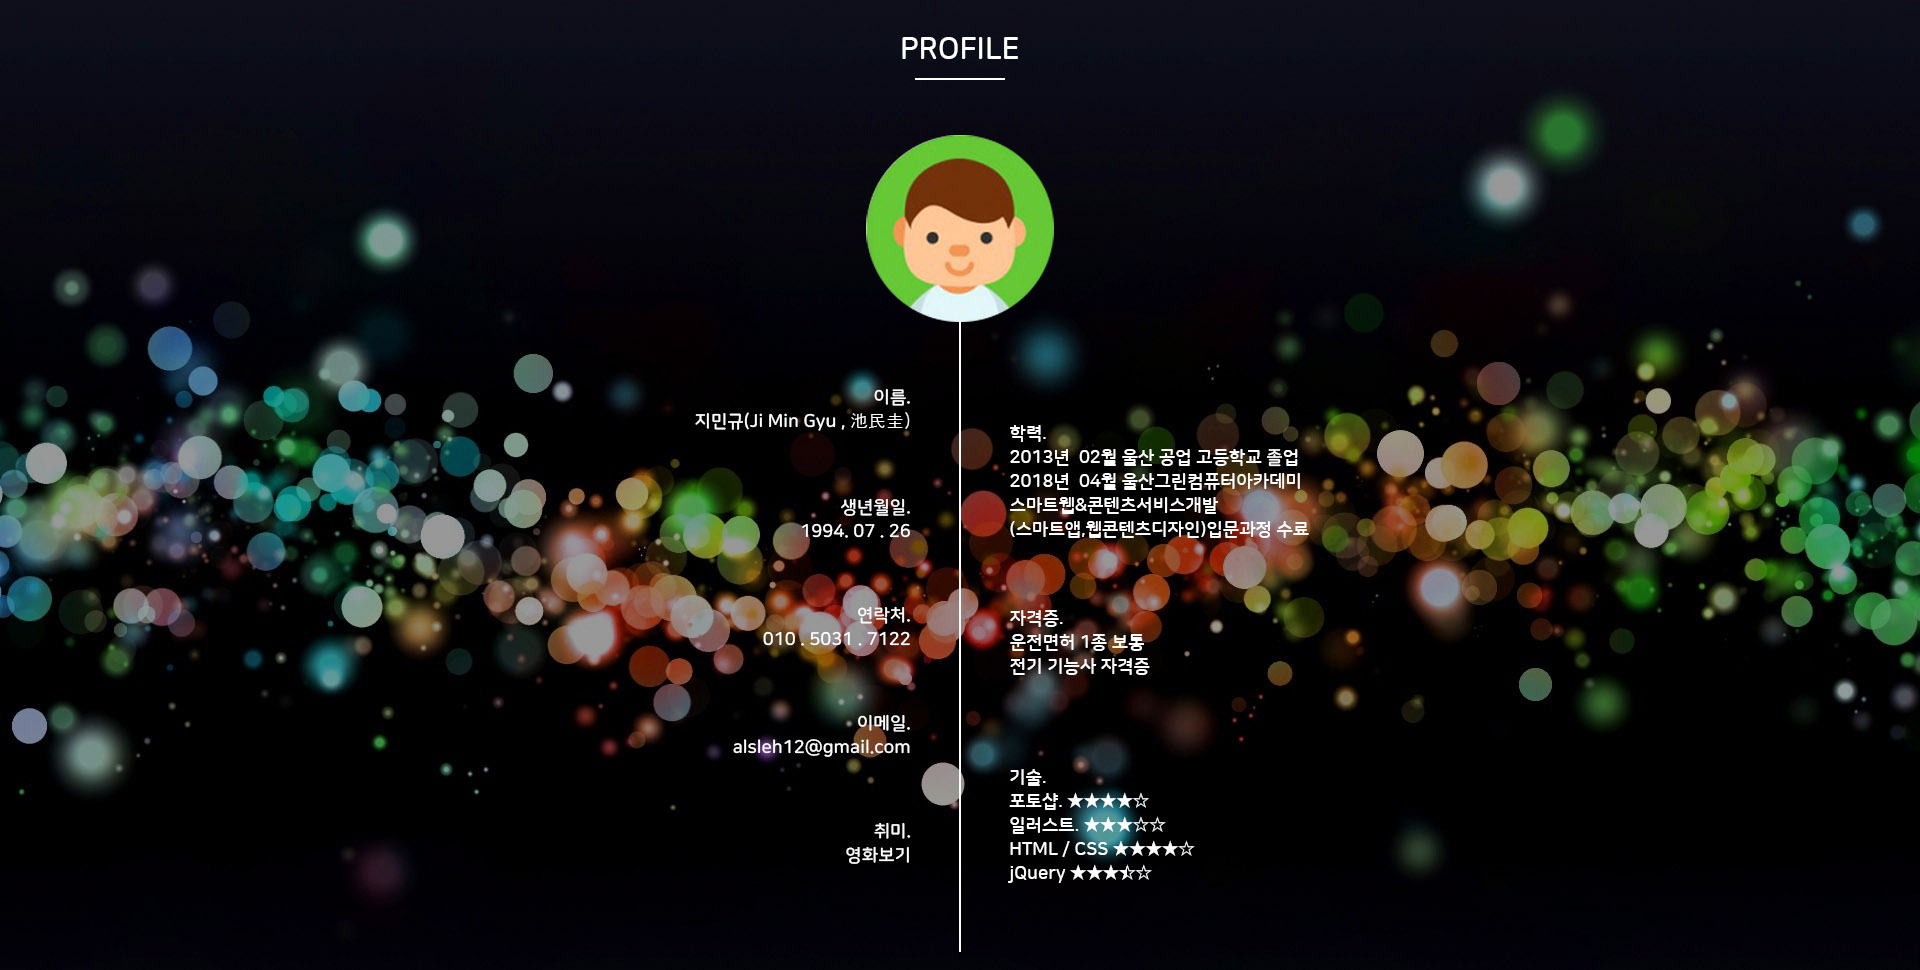 PROFILE
이름.
지민규(Ji Min Gyu , 池民圭)
생년월일.
1994. 07 . 26
연락처.
010 . 5031 . 7122
이메일.
alsleh12@gmail.com
취미.
영화보기
학력.
2013년  02월 울산 공업 고등학교 졸업
2018년  04월 울산그린컴퓨터아카데미
스마트웹&콘텐츠서비스개발
(스마트앱,웹콘텐츠디자인)입문과정 수료
자격증.
운전면허 1종 보통
전기 기능사 자격증
기술.
포토샵. ★★★★☆
일러스트. ★★★☆☆
HTML / CSS ★★★★☆
jQuery ★★★⯪☆